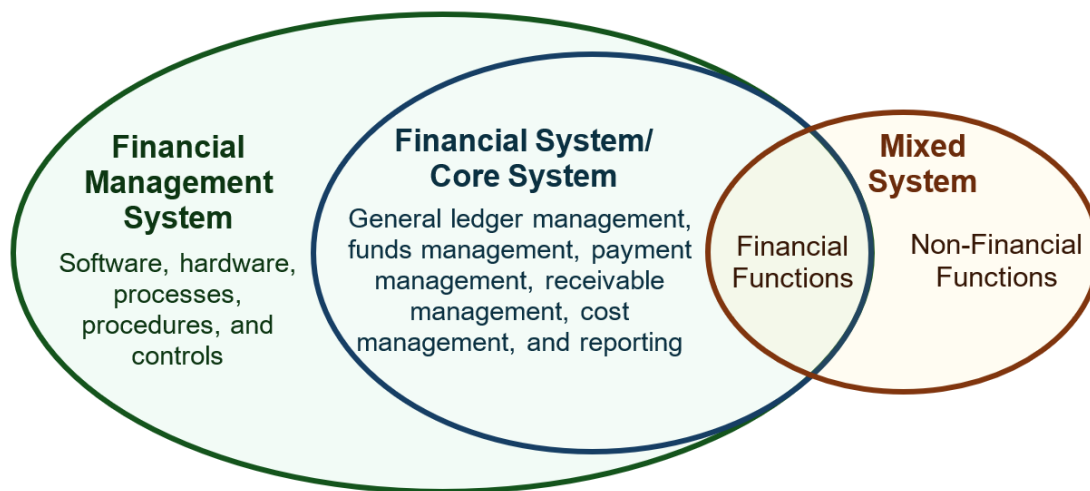 Financial
Management
System
Software, hardware,
processes,
procedures, and
controls
Financial System/
Core System
General ledger management,
funds management, payment
management, receivable
management, cost
management, and reporting
Mixed
System
Financial
Functions
Non-Financial
Functions